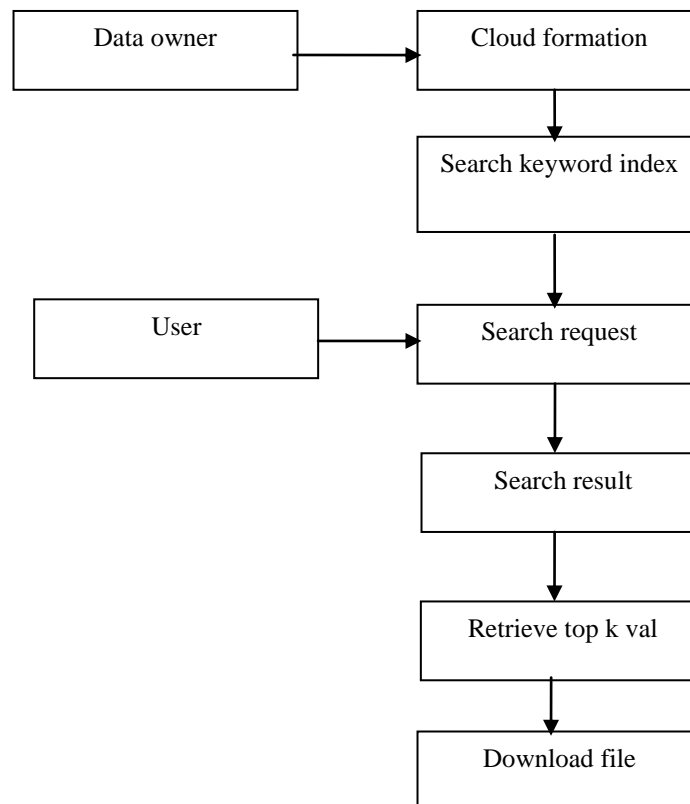 Data owner
Cloud formation
Search keyword index
User
Search request
Search result
Retrieve top k val
Download file